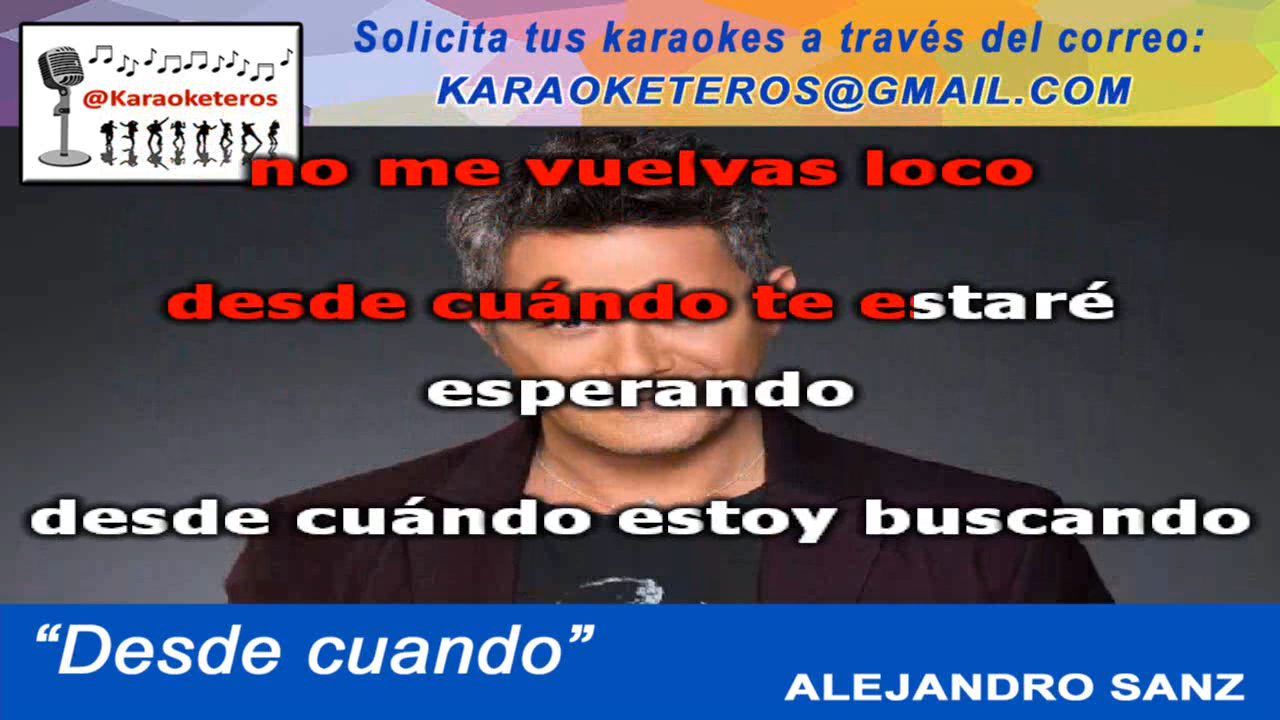 Solicita tus karaokes a través del correo:
KARAOKETEROS@GMAIL.COM
@Karaoketeros
no me vuelvas loco
desde cuándo te estaré
esperando
desde cuándo estoy buscando
“Desde cuando”
ALEJANDRO SANZ